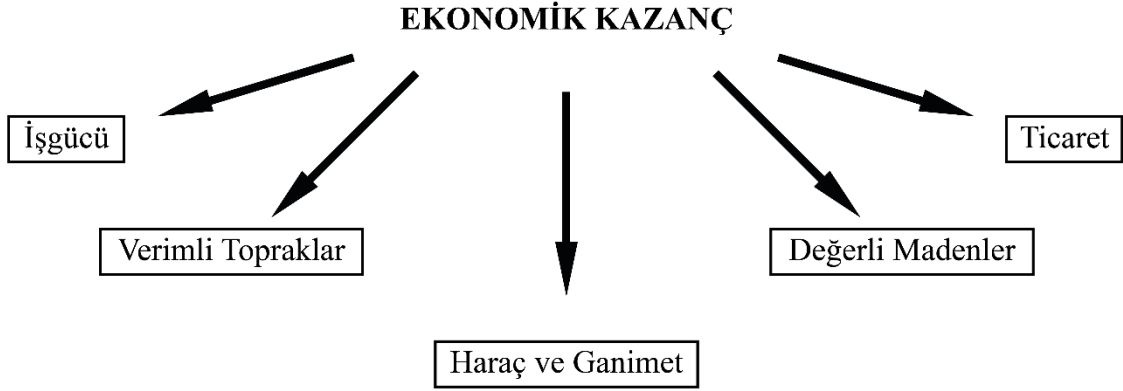 EKONOMİK KAZANÇ
İşgücü
Ticaret
Verimli Topraklar
Değerli Madenler
Haraç ve Ganimet